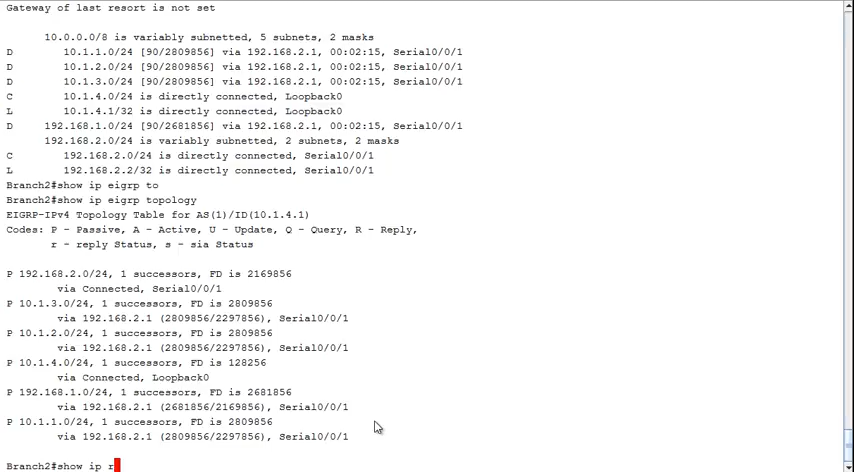 Gateway of last resort is not set
10.0.0.0/8 is variably subnetted, 5 subnets, 2 masks
D 10.1.1.0/24 [90/2809856] via 192.168.2.1, 00:02:15, Serial0/0/1
D 10.1.2.0/24 [90/2809856] via 192.168.2.1, 00:02:15, Serial0/0/1
D 10.1.3.0/24 [90/2809856] via 192.168.2.1, 00:02:15, Serial0/0/1
C 10.1.4.0/24 is directly connected, Loopback0
L 10.1.4.1/32 is directly connected, Loopback0
D 192.168.1.0/24 [90/2681856] via 192.168.2.1, 00:02:15, Serial0/0/1
192.168.2.0/24 is variably subnetted, 2 subnets, 2 masks
C 192.168.2.0/24 is directly connected, Serial0/0/1
L 192.168.2.2/32 is directly connected, Serial0/0/1
Branch2#show ip eigrp to
Branch2#show ip eigrp topology
EIGRP-IPv4 Topology Table for AS(1)/ID(10.1.4.1)
Codes: P - Passive, A - Active, U - Update, Q - Query, R - Reply,
r - reply Status, s - sia Status
P 192.168.2.0/24, 1 successors, FD is 2169856
via Connected, Serial0/0/1
P 10.1.3.0/24, 1 successors, FD is 2809856
via 192.168.2.1 (2809856/2297856), Serial0/0/1
P 10.1.2.0/24, 1 successors, FD is 2809856
via 192.168.2.1 (2809856/2297856), Serial0/0/1
P 10.1.4.0/24, 1 successors, FD is 128256
via Connected, Loopback0
P 192.168.1.0/24, 1 successors, FD is 2681856
via 192.168.2.1 (2681856/2169856), Serial0/0/1
P 10.1.1.0/24, 1 successors, FD is 2809856
via 192.168.2.1 (2809856/2297856), Serial0/0/1
Branch2#show ip r